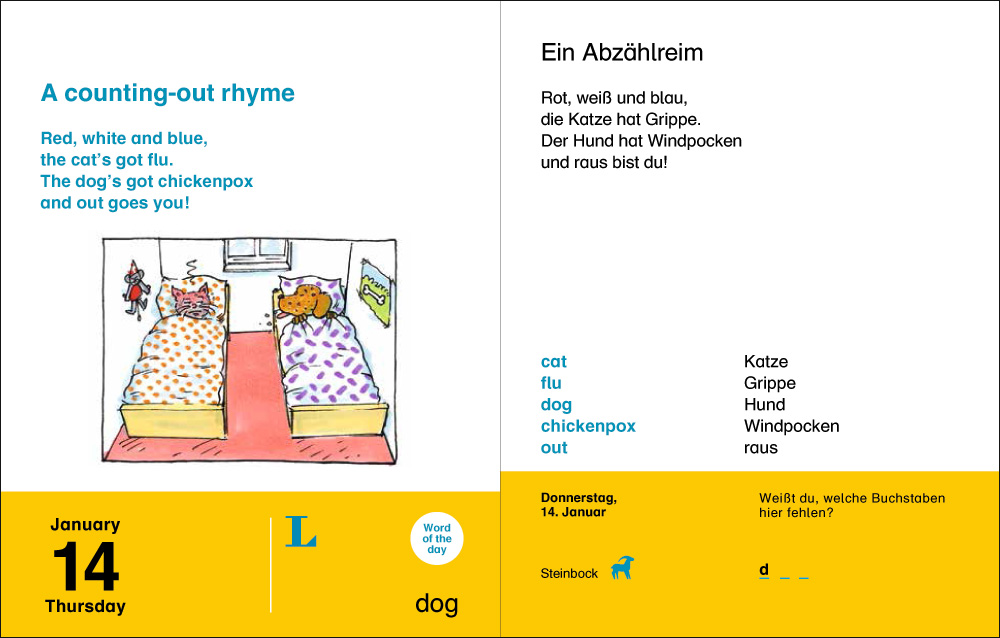 A counting-out rhyme
Red, white and blue,
the cat's got flu.
The dog's got chickenpox
and out goes you!
January
14
Thursday
L
Word
of the
day
dog
Ein Abzählreim
Rot, weiß und blau,
die Katze hat Grippe.
Der Hund hat Windpocken
und raus bist du!
cat Katze
flu Grippe
dog Hund
chickenpox Windpocken
out raus
Donnerstag,
14. Januar
Steinbock
Weißt du, welche Buchstaben
hier fehlen?
d _ _